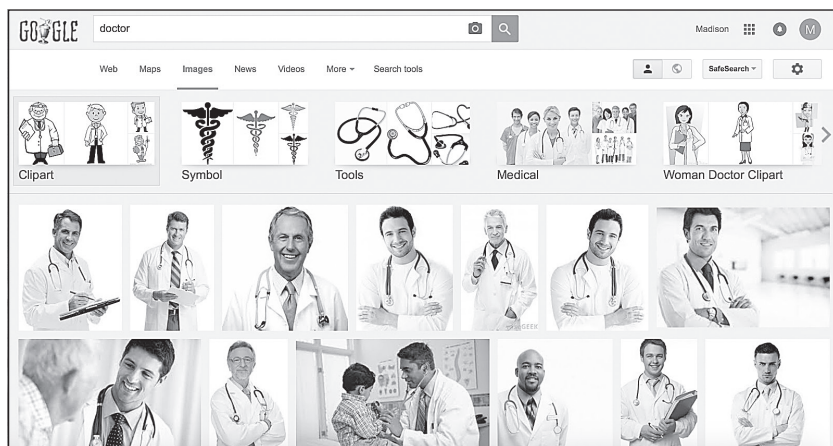 GOOGLE
doctor
Madison
M
Web Maps Images News Videos More Search tools
SafeSearch
Clipart Symbol Tools Medical Woman Doctor Clipart
GEEK